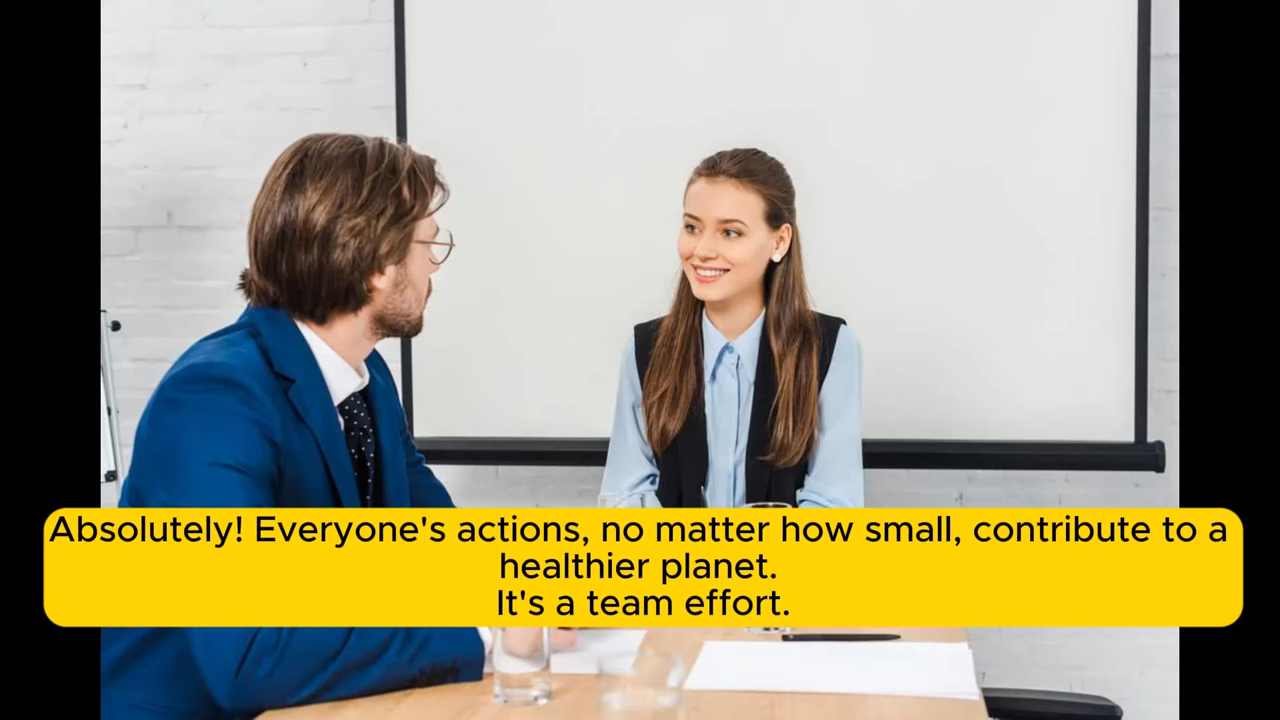 Absolutely! Everyone's actions, no matter how small, contribute to a
healthier planet.
It's a team effort.